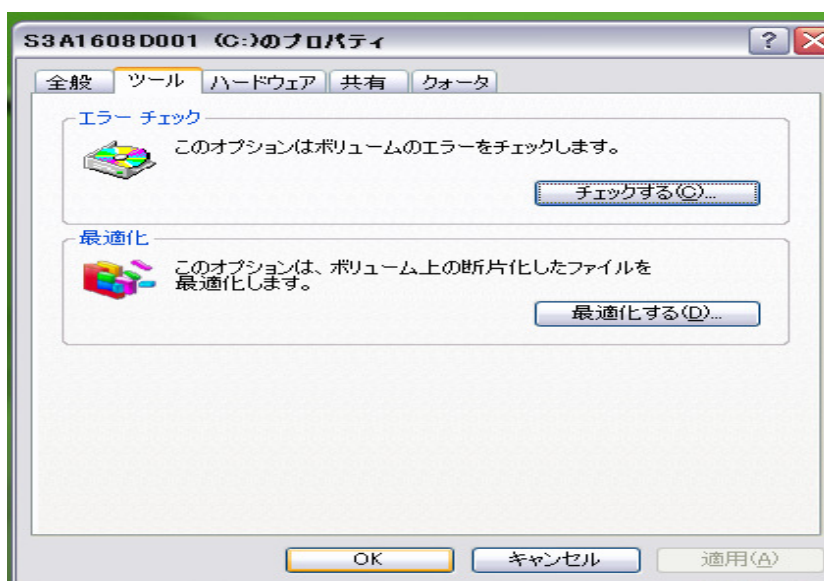 S3A1608D001 (C:)のプロパティ
全般 ツール ハードウェア 共有 クォータ
エラー チェック
このオプションはボリュームのエラーをチェックします。
チェックする(C)...
最適化
このオプションは、ボリューム上の断片化したファイルを
最適化します。
最適化する(D)...
OK キャンセル 適用(A)